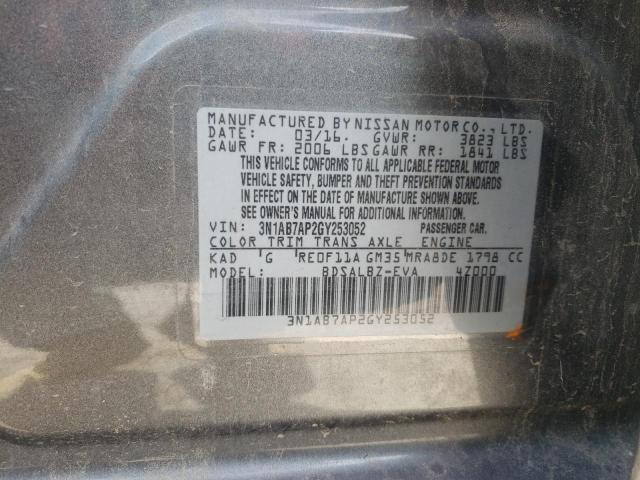 MANUFACTURED BY NISSAN MOTOR CO., LTD.
DATE: 03/16. GVWR: 3823 LBS
GAWR FR: 2006 LBS GAWR RR: 1841 LBS
THIS VEHICLE CONFORMS TO ALL APPLICABLE FEDERAL MOTOR
VEHICLE SAFETY, BUMPER AND THEFT PREVENTION STANDARDS
IN EFFECT ON THE DATE OF MANUFACTURE SHOWN ABOVE.
SEE OWNER'S MANUAL FOR ADDITIONAL INFORMATION.
VIN: 3N1AB7AP2GY253052 PASSENGER CAR.
COLOR TRIM TRANS AXLE ENGINE
KAD G RE0F11A GM35 MRA8DE 1798 CC
MODEL: BDSALBZ-EVA 4Z000
3N1AB7AP2GY253052